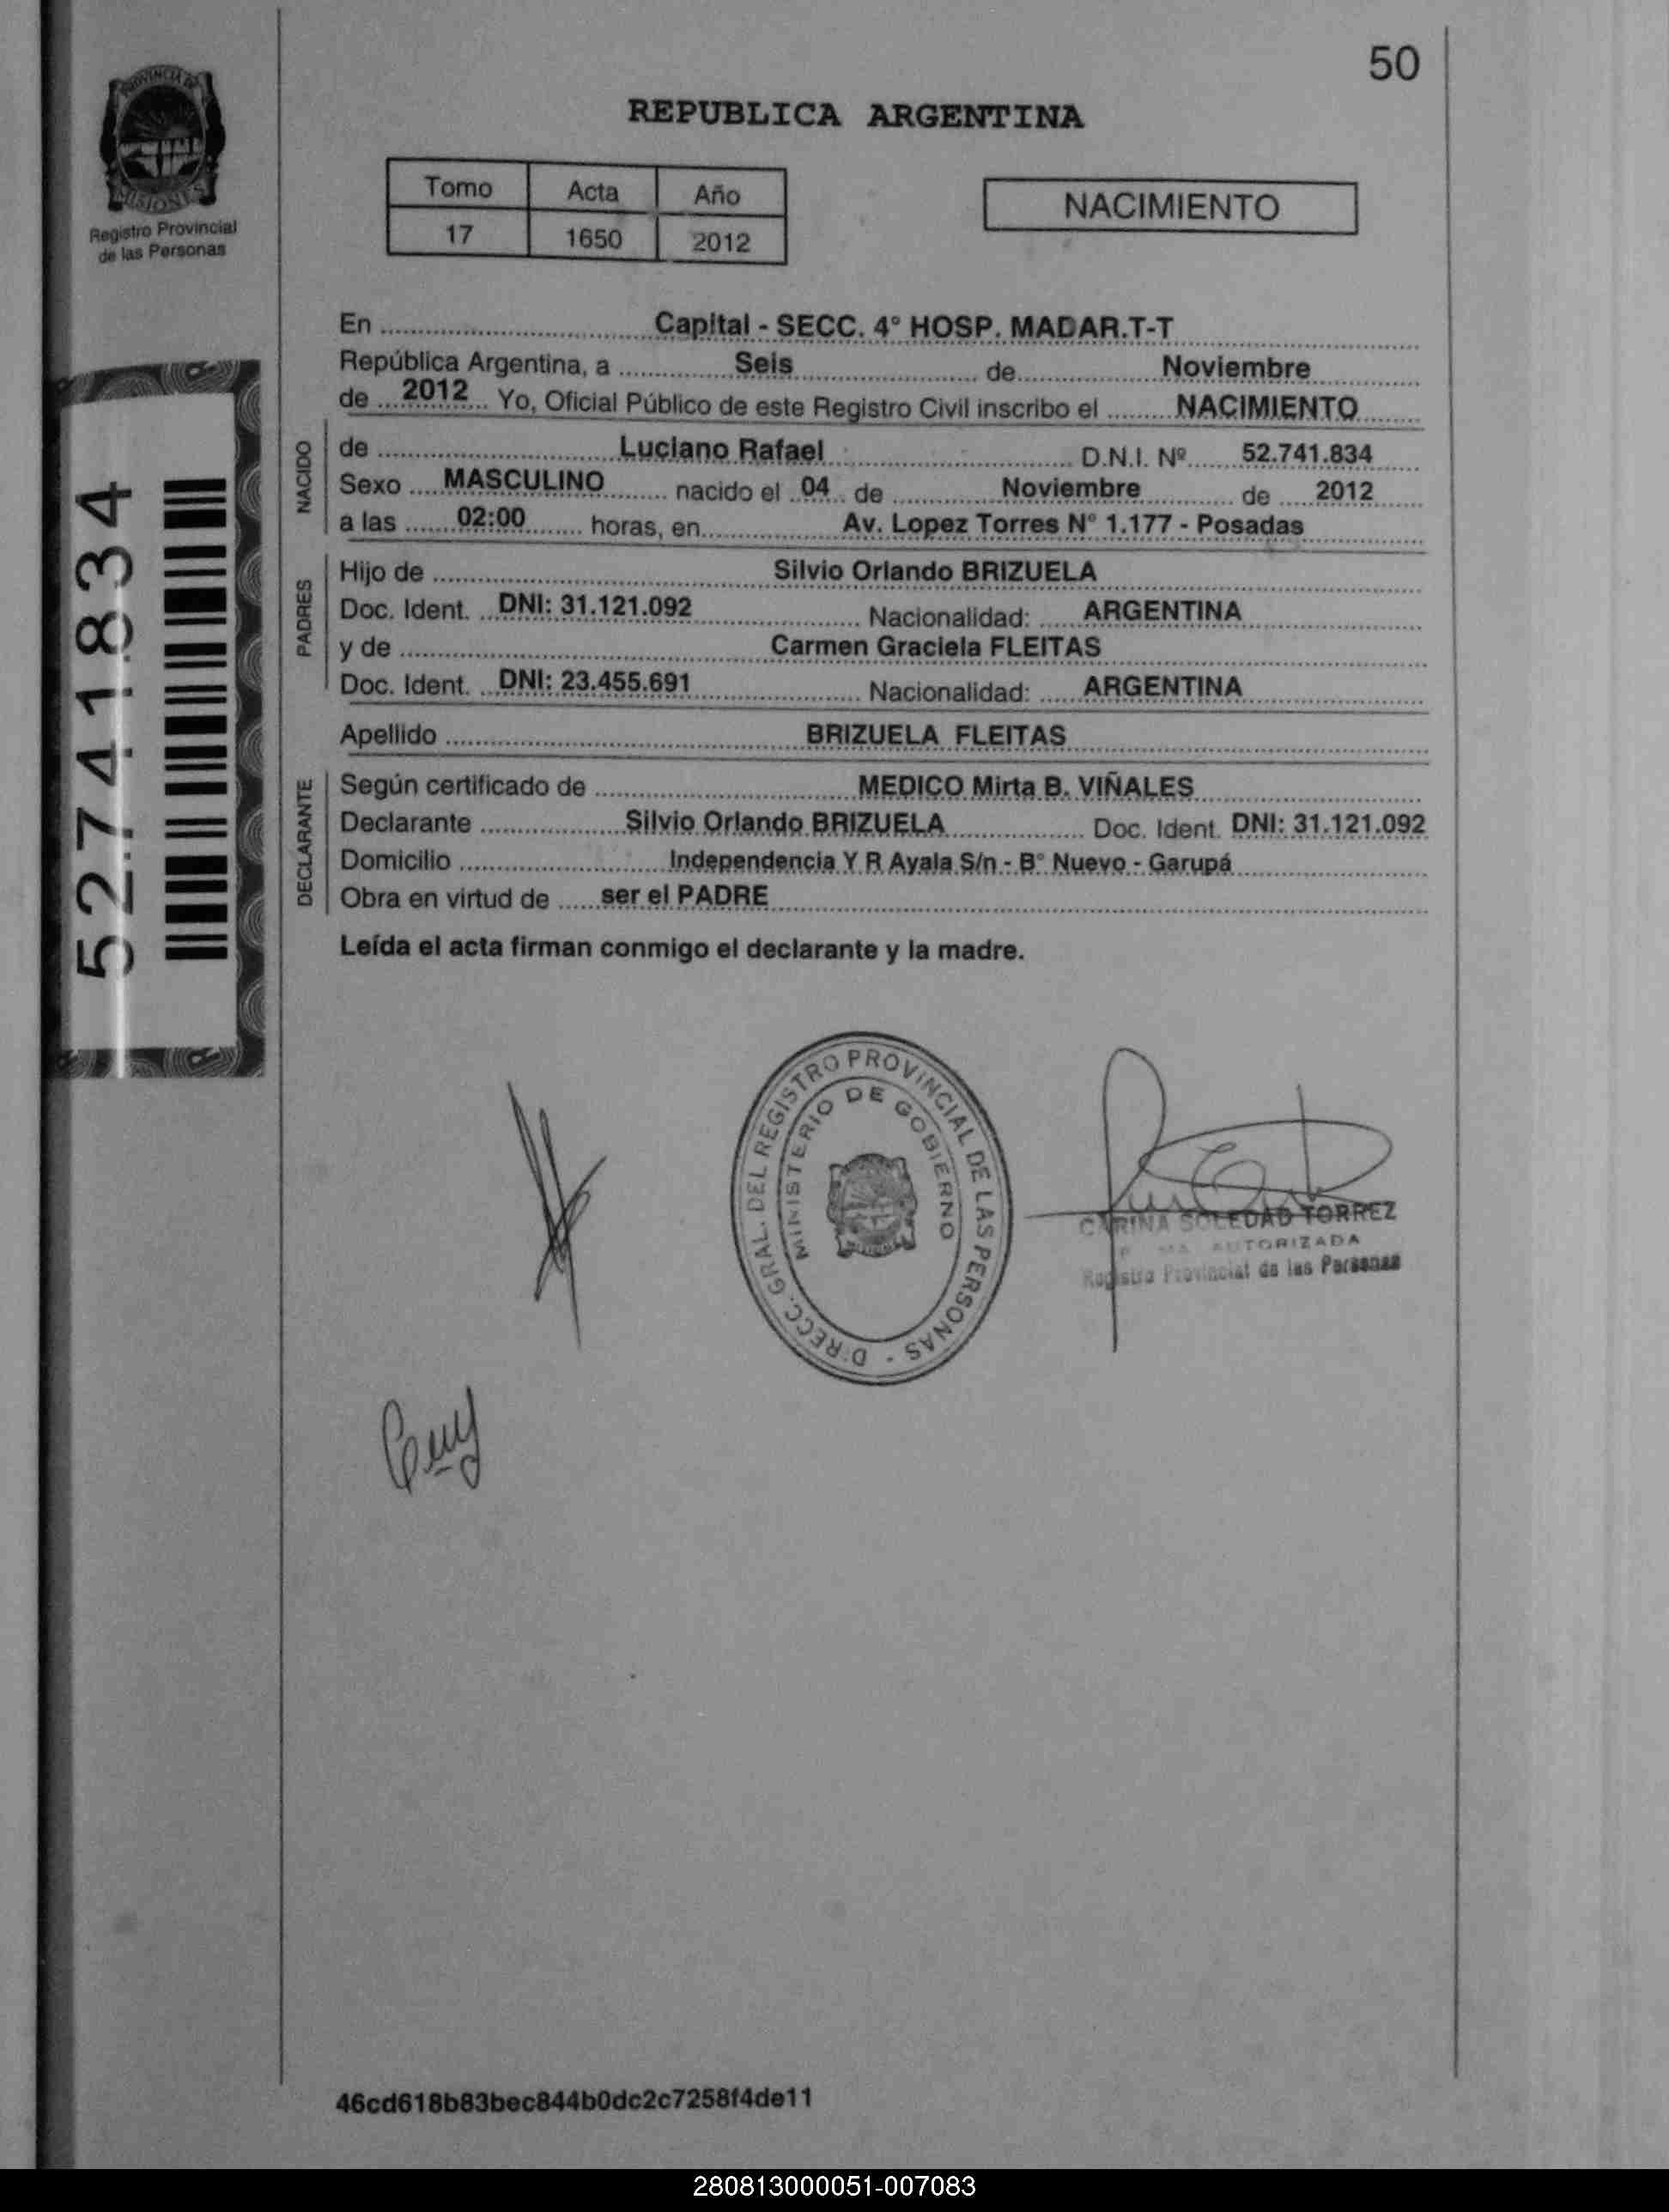 50
PROVINCIA DE
MISIONES
Registro Provincial
de las Personas
REPUBLICA ARGENTINA
Tomo Acta Año
17 1650 2012
NACIMIENTO
52.741.834
En Capital - SECC. 4° HOSP. MADAR.T-T
República Argentina, a Seis de Noviembre
de 2012 Yo, Oficial Público de este Registro Civil inscribo el NACIMIENTO
NACIDO
de Luciano Rafael D.N.I. Nº 52.741.834
Sexo MASCULINO nacido el 04 de Noviembre de 2012
a las 02:00 horas, en Av. Lopez Torres N° 1.177 - Posadas
PADRES
Hijo de Silvio Orlando BRIZUELA
Doc. Ident. DNI: 31.121.092 Nacionalidad: ARGENTINA
y de Carmen Graciela FLEITAS
Doc. Ident. DNI: 23.455.691 Nacionalidad: ARGENTINA
Apellido BRIZUELA FLEITAS
DECLARANTE
Según certificado de MEDICO Mirta B. VIÑALES
Declarante Silvio Orlando BRIZUELA Doc. Ident. DNI: 31.121.092
Domicilio Independencia Y R Ayala S/n - B° Nuevo - Garupá
Obra en virtud de ser el PADRE
Leída el acta firman conmigo el declarante y la madre.
DIRECC. GRAL. DEL REGISTRO PROVINCIAL DE LAS PERSONAS -
MINISTERIO DE GOBIERNO
CARINA SOLEDAD TORREZ
AUTORIZADA
Registro Provincial de las Personas
46cd618b83bec844b0dc2c7258f4de11
280813000051-007083